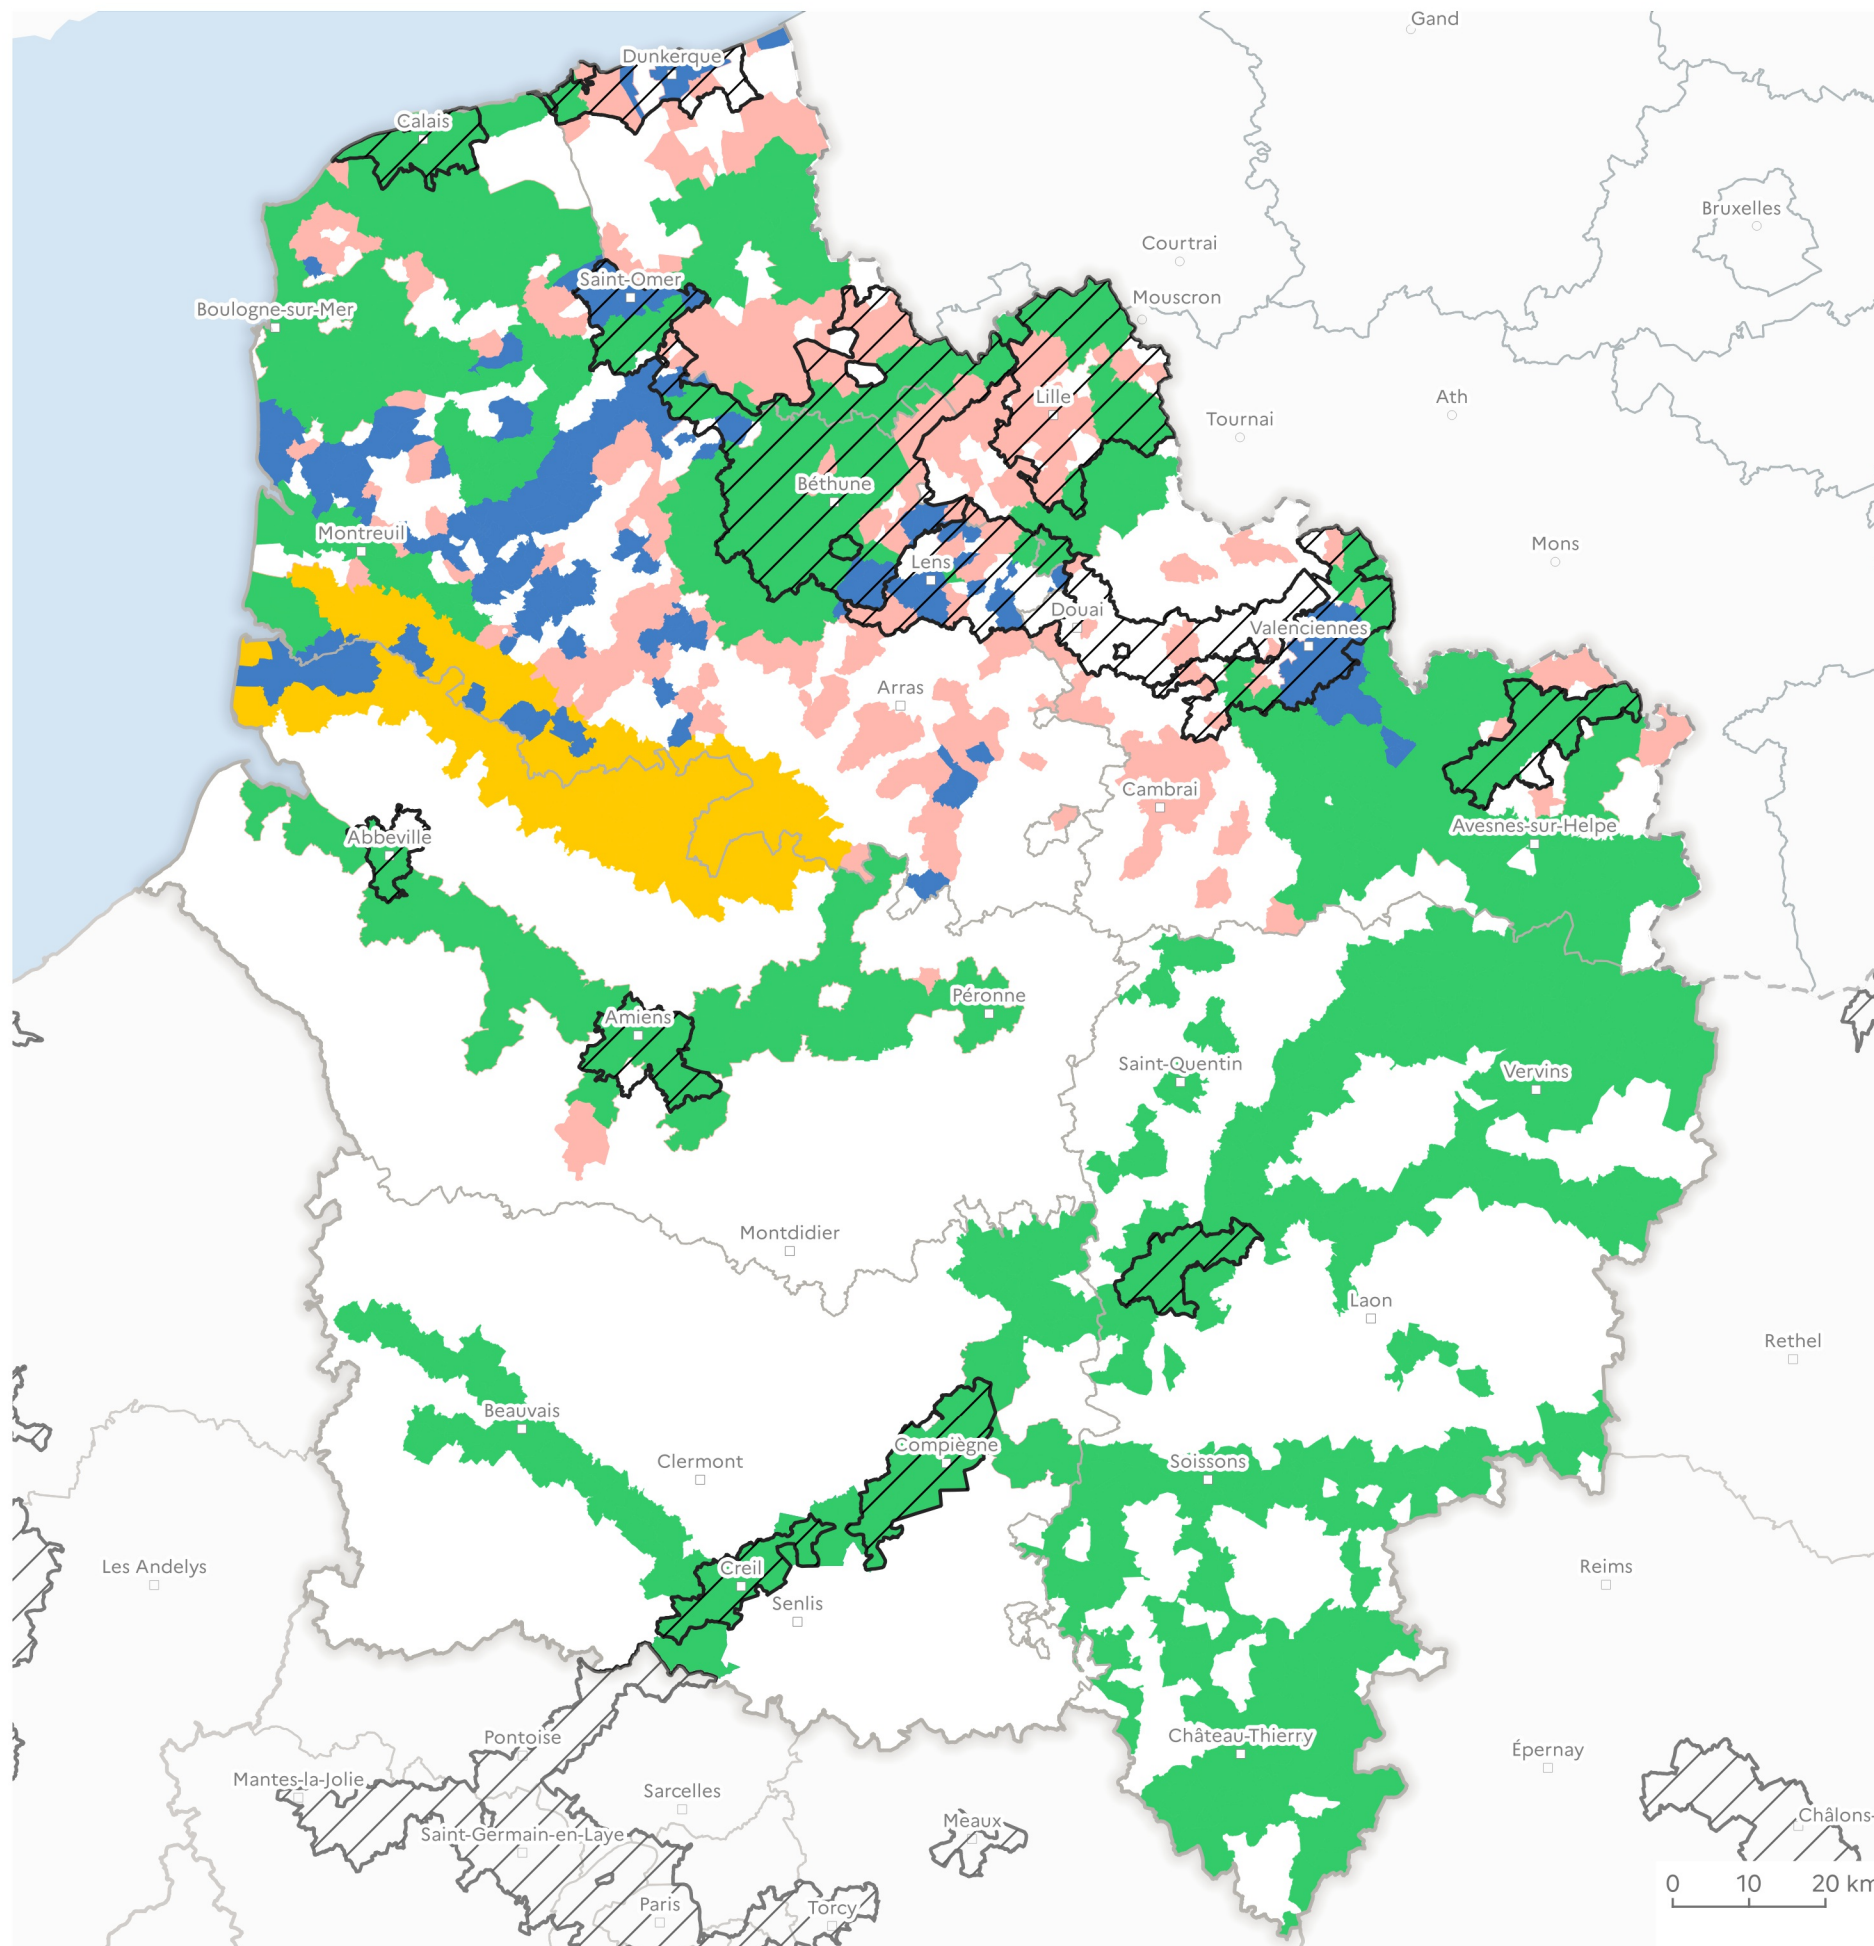 Gand
Dunkerque
Calais
Bruxelles
Courtrai
Saint-Omer
Mouscron
Boulogne-sur-Mer
Lille
Ath
Tournai
Béthune
Montreuil
Mons
Lens
Douai
Valenciennes
Arras
Cambrai
Avesnes-sur-Helpe
Abbeville
Péronne
Amiens
Saint-Quentin
Vervins
Montdidier
Laon
Rethel
Beauvais
Compiègne
Clermont
Soissons
Les Andelys
Creil
Reims
Senlis
Château-Thierry
Pontoise
Épernay
Mantes-la-Jolie
Sarcelles
Meaux
Châlons-
Saint-Germain-en-Laye
0 10 20 km
Paris
Torcy